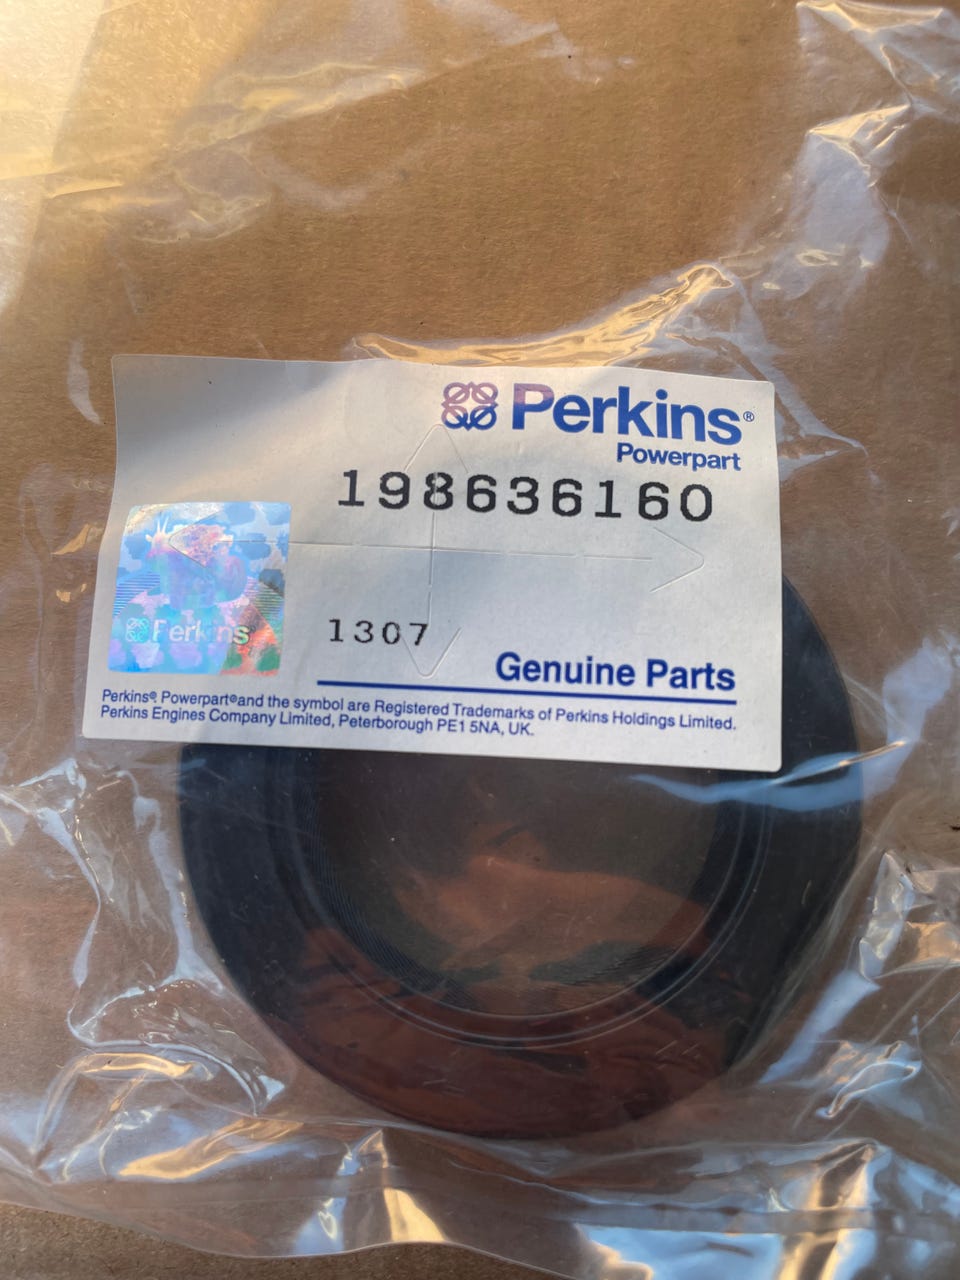 Perkins®
Powerpart
198636160
Perkins
1307
Genuine Parts
Perkins®, Powerpart®and the symbol are Registered Trademarks of Perkins Holdings Limited.
Perkins Engines Company Limited, Peterborough PE1 5NA, UK.